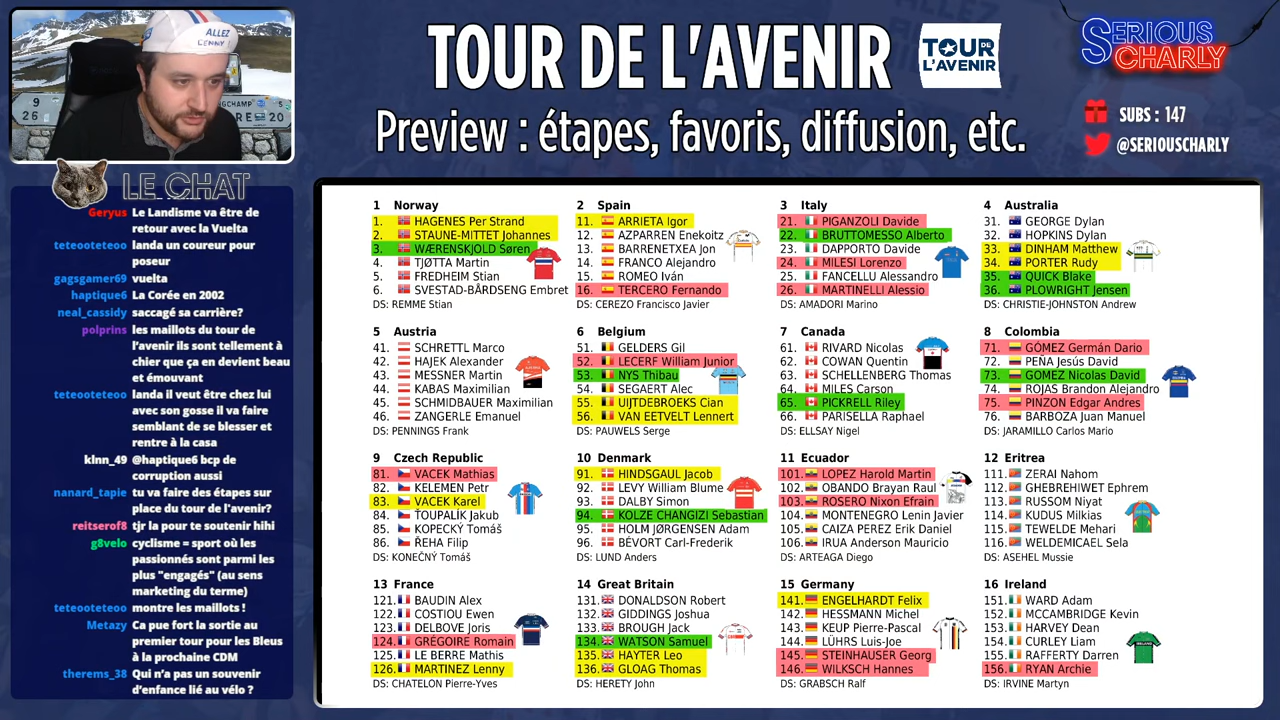 ALLEZ
LENNY !
9
26
NGCHAMP
5
RE
20
TOUR DE L'AVENIR
TOUR DE
L'AVENIR
SERIOUS
CHARLY
Preview : étapes, favoris, diffusion, etc.
SUBS : 147
@SERIOUSCHARLY
LE CHAT
Geryus Le Landisme va être de
retour avec la Vuelta
teteooteteoo landa un coureur pour
poseur
gagsgamer69 vuelta
haptique6 La Corée en 2002
neal_cassidy saccagé sa carrière?
polprins les maillots du tour de
l'avenir ils sont tellement à
chier que ça en devient beau
et émouvant
teteooteteoo landa il veut être chez lui
avec son gosse il va faire
semblant de se blesser et
rentre à la casa
klnn_49 @haptique6 bcp de
corruption aussi
nanard_tapie tu va faire des étapes sur
place du tour de l'avenir?
reitserof8 tjr la pour te soutenir hihi
g8velo cyclisme = sport où les
passionnés sont parmi les
plus "engagés" (au sens
marketing du terme)
teteooteteoo montre les maillots !
Metazy Ca pue fort la sortie au
premier tour pour les Bleus
à la prochaine CDM
therems_38 Qui n'a pas un souvenir
d'enfance lié au vélo ?
1 Norway
1. HAGENES Per Strand
2. STAUNE-MITTET Johannes
3. WÆRENSKJOLD Søren
4. TJØTTA Martin
5. FREDHEIM Stian
6. SVESTAD-BÅRDSENG Embret
DS: REMME Stian
2 Spain
11. ARRIETA Igor
12. AZPARREN Enekoitz
13. BARRENETXEA Jon
14. FRANCO Alejandro
15. ROMEO Iván
16. TERCERO Fernando
DS: CEREZO Francisco Javier
3 Italy
21. PIGANZOLI Davide
22. BRUTTOMESSO Alberto
23. DAPPORTO Davide
24. MILESI Lorenzo
25. FANCELLU Alessandro
26. MARTINELLI Alessio
DS: AMADORI Marino
4 Australia
31. GEORGE Dylan
32. HOPKINS Dylan
33. DINHAM Matthew
34. PORTER Rudy
35. QUICK Blake
36. PLOWRIGHT Jensen
DS: CHRISTIE-JOHNSTON Andrew
5 Austria
41. SCHRETTL Marco
42. HAJEK Alexander
43. MESSNER Martin
44. KABAS Maximilian
45. SCHMIDBAUER Maximilian
46. ZANGERLE Emanuel
DS: PENNINGS Frank
6 Belgium
51. GELDERS Gil
52. LECERF William Junior
53. NYS Thibau
54. SEGAERT Alec
55. UIJTDEBROEKS Cian
56. VAN EETVELT Lennert
DS: PAUWELS Serge
7 Canada
61. RIVARD Nicolas
62. COWAN Quentin
63. SCHELLENBERG Thomas
64. MILES Carson
65. PICKRELL Riley
66. PARISELLA Raphael
DS: ELLSAY Nigel
8 Colombia
71. GÓMEZ Germán Dario
72. PEÑA Jesús David
73. GÓMEZ Nicolas David
74. ROJAS Brandon Alejandro
75. PINZON Edgar Andres
76. BARBOZA Juan Manuel
DS: JARAMILLO Carlos Mario
9 Czech Republic
81. VACEK Mathias
82. KELEMEN Petr
83. VACEK Karel
84. ŤOUPALÍK Jakub
85. KOPECKÝ Tomáš
86. ŘEHA Filip
DS: KONEČNÝ Tomáš
10 Denmark
91. HINDSGAUL Jacob
92. LEVY William Blume
93. DALBY Simon
94. KOLZE CHANGIZI Sebastian
95. HOLM JØRGENSEN Adam
96. BÉVORT Carl-Frederik
DS: LUND Anders
11 Ecuador
101. LOPEZ Harold Martin
102. OBANDO Brayan Raul
103. ROSERO Nixon Efrain
104. MONTENEGRO Lenin Javier
105. CAIZA PEREZ Erik Daniel
106. IRUA Anderson Mauricio
DS: ARTEAGA Diego
12 Eritrea
111. ZERAI Nahom
112. GHEBREHIWET Ephrem
113. RUSSOM Niyat
114. KUDUS Milkias
115. TEWELDE Mehari
116. WELDEMICAEL Sela
DS: ASEHEL Mussie
13 France
121. BAUDIN Alex
122. COSTIOU Ewen
123. DELBOVE Joris
124. GRÉGOIRE Romain
125. LE BERRE Mathis
126. MARTINEZ Lenny
DS: CHATELON Pierre-Yves
14 Great Britain
131. DONALDSON Robert
132. GIDDINGS Joshua
133. BROUGH Jack
134. WATSON Samuel
135. HAYTER Leo
136. GLOAG Thomas
DS: HERETY John
15 Germany
141. ENGELHARDT Felix
142. HESSMANN Michel
143. KEUP Pierre-Pascal
144. LÜHRS Luis-Joe
145. STEINHAUSER Georg
146. WILKSCH Hannes
DS: GRABSCH Ralf
16 Ireland
151. WARD Adam
152. MCCAMBRIDGE Kevin
153. HARVEY Dean
154. CURLEY Liam
155. RAFFERTY Darren
156. RYAN Archie
DS: IRVINE Martyn